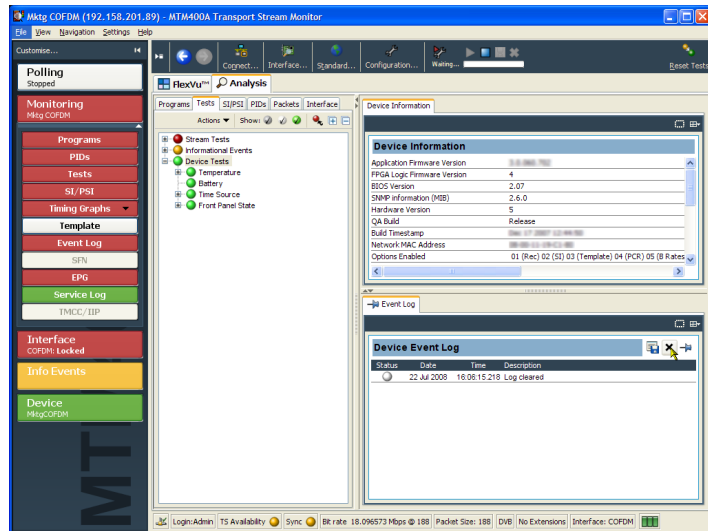 Mktg COFDM (192.158.201.89) - MTM400A Transport Stream Monitor
File View Navigation Settings Help
Customise...
Polling
Stopped
Monitoring
Mktg COFDM
Programs
PIDs
Tests
SI/PSI
Timing Graphs
Template
Event Log
SFN
EPG
Service Log
TMCC/IIP
Interface
COFDM: Locked
Info Events
Device
MktgCOFDM
MTM
Connect... Interface... Standard... Configuration... Waiting... Reset Tests
FlexVu™ Analysis
Programs Tests SI/PSI PIDs Packets Interface
Actions Show:
Stream Tests
Informational Events
Device Tests
Temperature
Battery
Time Source
Front Panel State
Device Information
Device Information
Application Firmware Version
FPGA Logic Firmware Version 4
BIOS Version 2.07
SNMP information (MIB) 2.6.0
Hardware Version 5
QA Build Release
Build Timestamp
Network MAC Address
Options Enabled 01 (Rec) 02 (SI) 03 (Template) 04 (PCR) 05 (B Rates
Event Log
Device Event Log
Status Date Time Description
22 Jul 2008 16:06:15.218 Log cleared
Login:Admin TS Availability Sync Bit rate 18.096573 Mbps @ 188 Packet Size: 188 DVB No Extensions Interface: COFDM